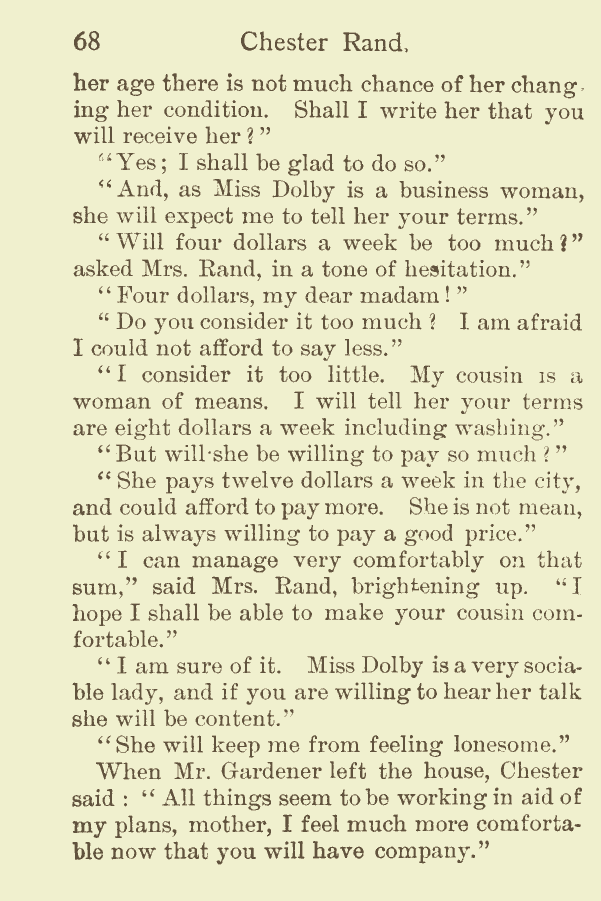 68 Chester Rand.
her age there is not much chance of her chang-
ing her condition. Shall I write her that you
will receive her?"
"Yes; I shall be glad to do so."
"And, as Miss Dolby is a business woman,
she will expect me to tell her your terms."
"Will four dollars a week be too much?"
asked Mrs. Rand, in a tone of hesitation."
"Four dollars, my dear madam!"
"Do you consider it too much? I am afraid
I could not afford to say less."
"I consider it too little. My cousin is a
woman of means. I will tell her your terms
are eight dollars a week including washing."
"But will she be willing to pay so much?"
"She pays twelve dollars a week in the city,
and could afford to pay more. She is not mean,
but is always willing to pay a good price."
"I can manage very comfortably on that
sum," said Mrs. Rand, brightening up. "I
hope I shall be able to make your cousin com-
fortable."
"I am sure of it. Miss Dolby is a very socia-
ble lady, and if you are willing to hear her talk
she will be content."
"She will keep me from feeling lonesome."
When Mr. Gardener left the house, Chester
said: "All things seem to be working in aid of
my plans, mother, I feel much more comforta-
ble now that you will have company."